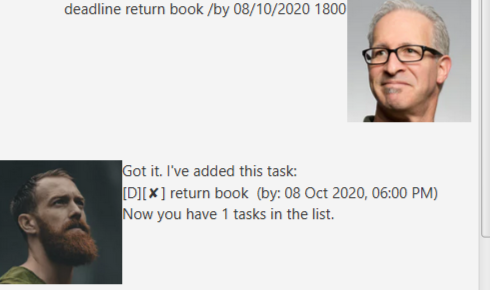 deadline return book /by 08/10/2020 1800
Got it. I've added this task:
[D][✘] return book  (by: 08 Oct 2020, 06:00 PM)
Now you have 1 tasks in the list.